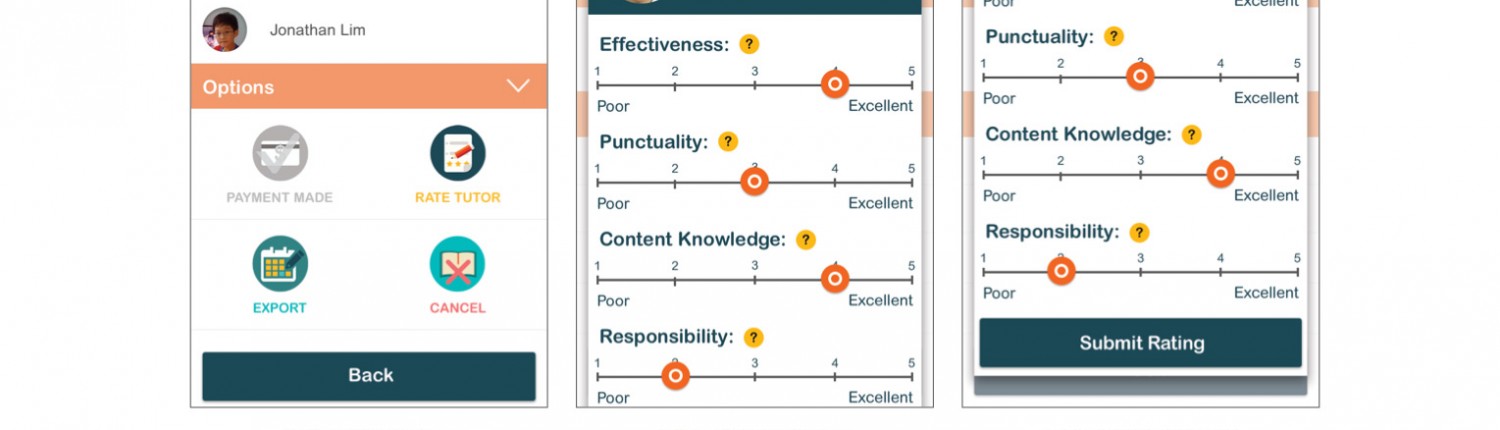 Jonathan Lim
Options
PAYMENT MADE RATE TUTOR
EXPORT CANCEL
Back
Effectiveness: ?
1 2 3 4 5
Poor Excellent
Punctuality: ?
1 2 3 4 5
Poor Excellent
Content Knowledge: ?
1 2 3 4 5
Poor Excellent
Responsibility: ?
1 2 3 4 5
Poor Excellent
Poor Excellent
Punctuality: ?
1 2 3 4 5
Poor Excellent
Content Knowledge: ?
1 2 3 4 5
Poor Excellent
Responsibility: ?
1 2 3 4 5
Poor Excellent
Submit Rating